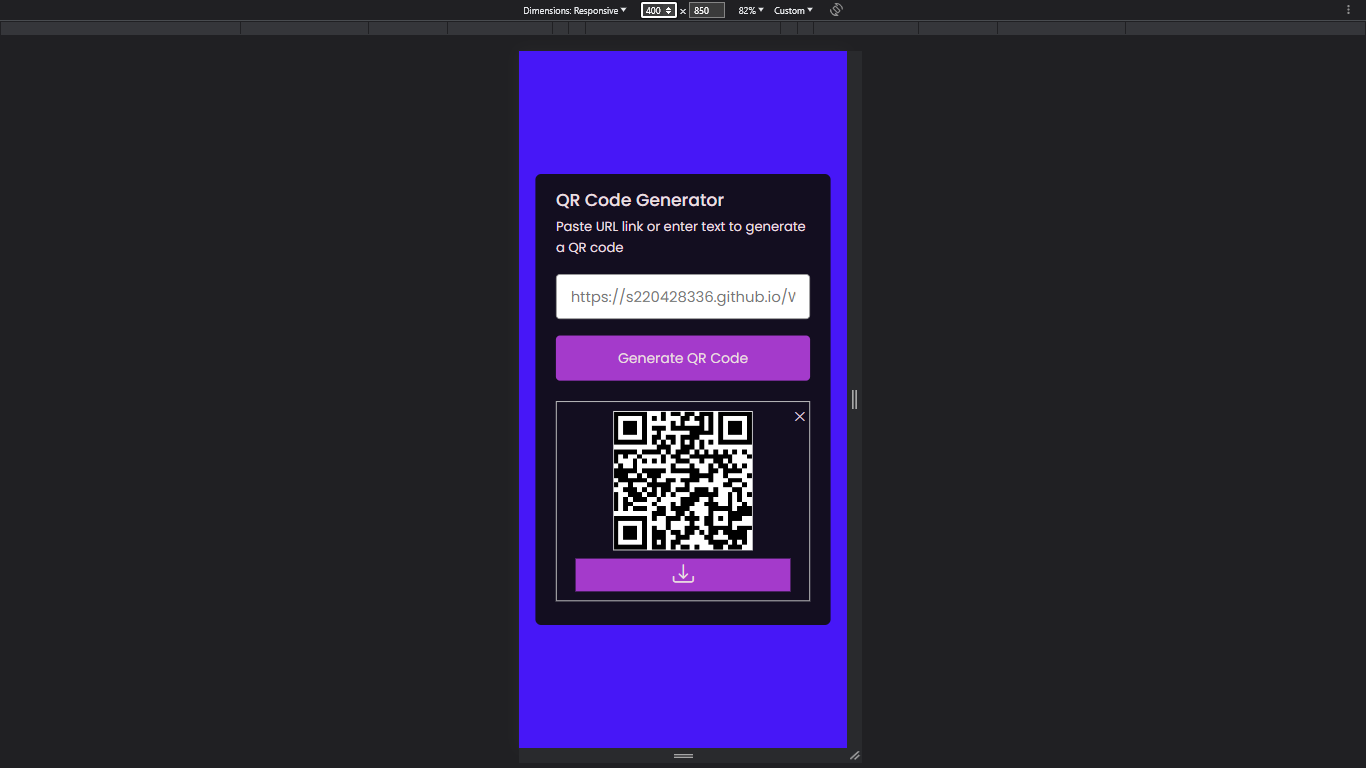 Dimensions: Responsive 400 × 850 82% Custom
QR Code Generator
Paste URL link or enter text to generate
a QR code
https://s220428336.github.io/
Generate QR Code